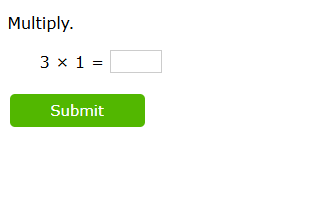 Multiply.
3 × 1 =
Submit